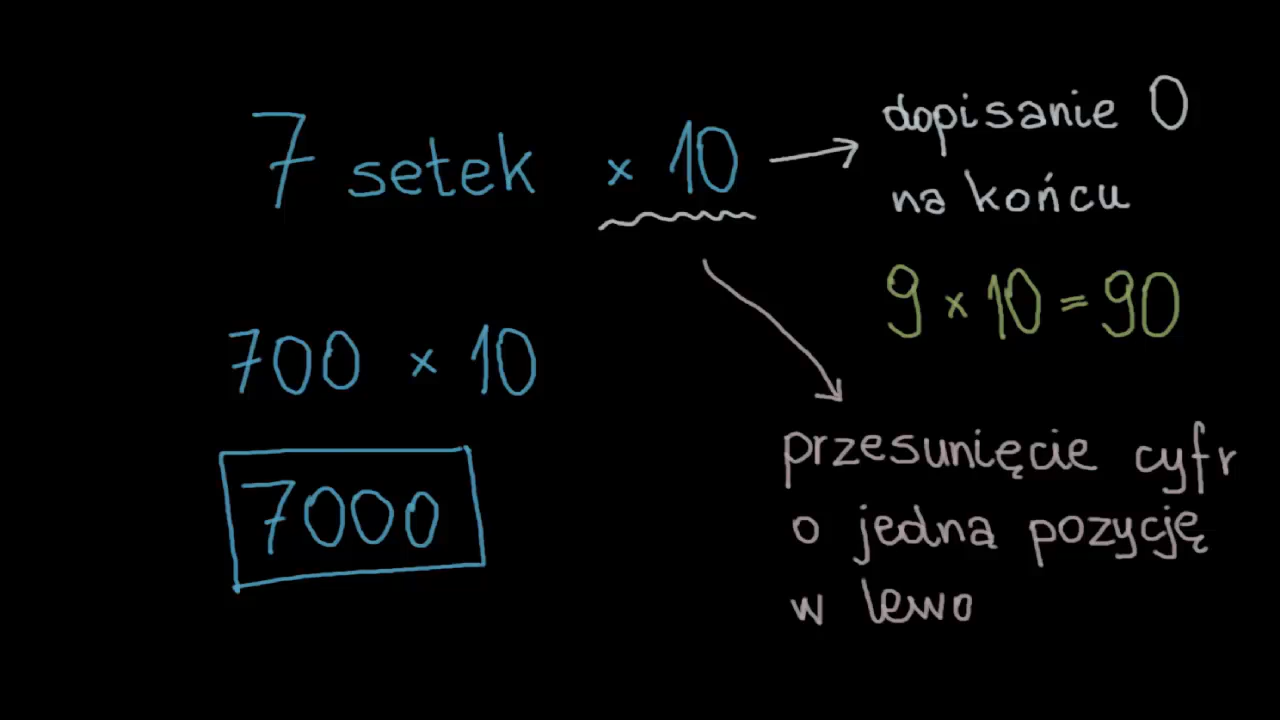 7 setek × 10
700 × 10
7000
dopisanie 0
na końcu
9 × 10 = 90
przesunięcie cyfr
o jedną pozycję
w lewo